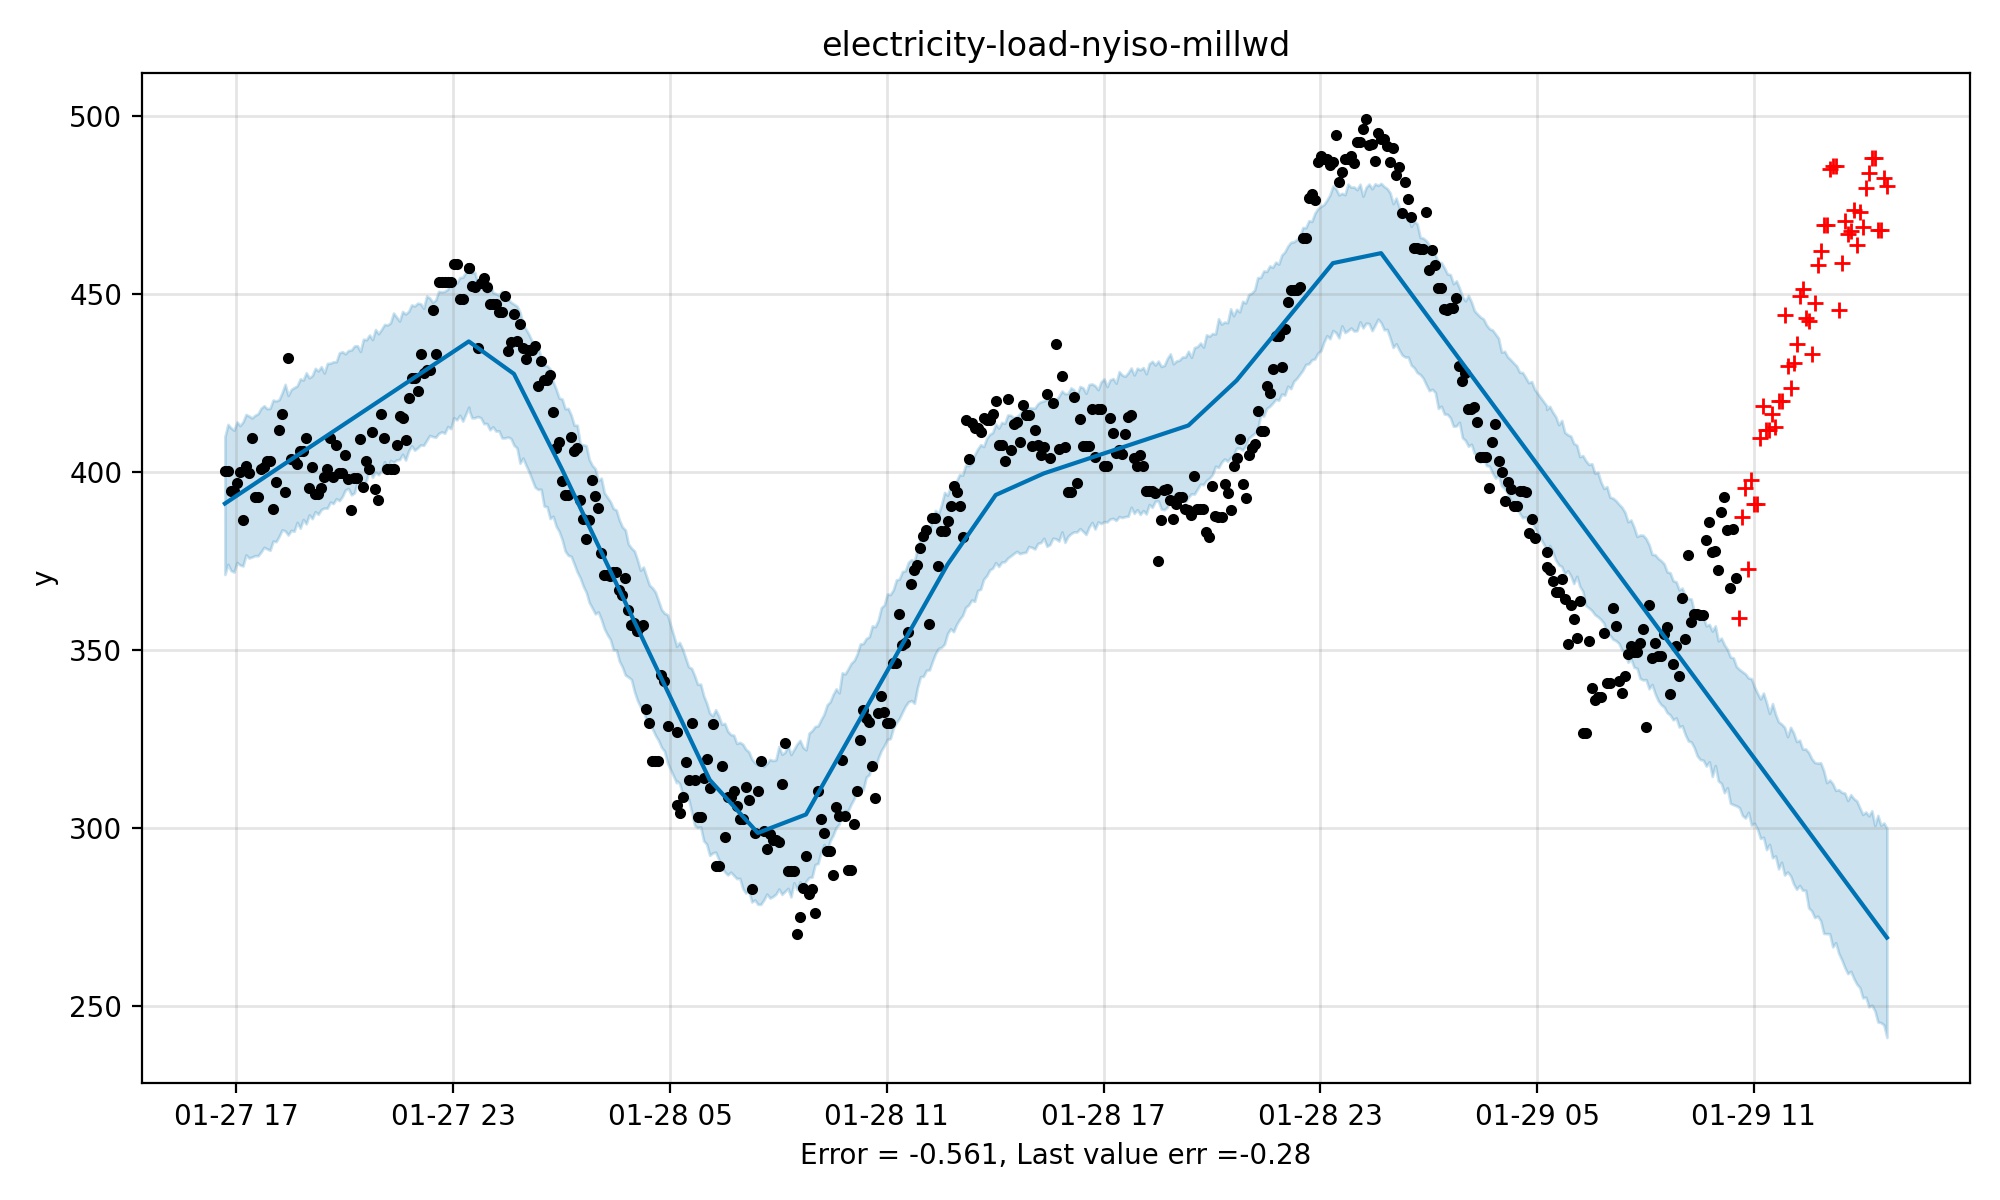 electricity-load-nyiso-millwd
500
450
400
350
300
250
y
01-27 17 01-27 23 01-28 05 01-28 11 01-28 17 01-28 23 01-29 05 01-29 11
Error = -0.561, Last value err =-0.28